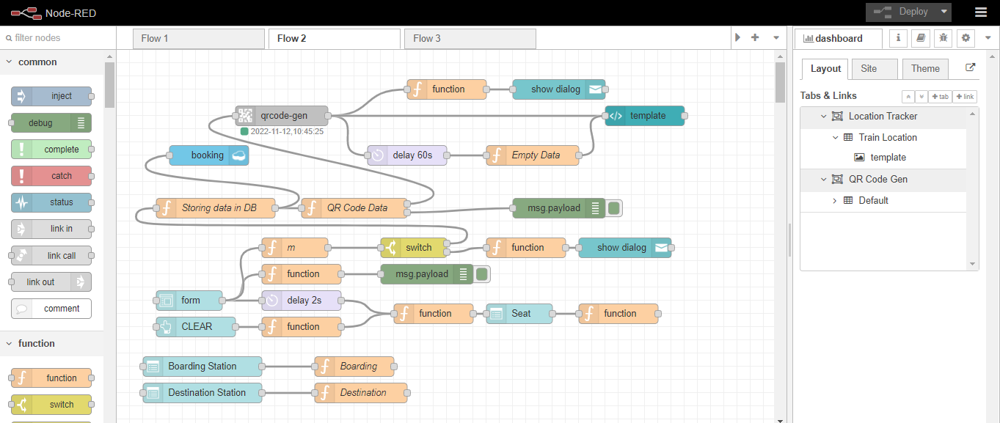 Node-RED
Deploy
filter nodes
Flow 1
Flow 2
Flow 3
dashboard
common
inject
debug
complete
catch
status
link in
link call
link out
comment
function
function
switch
function
show dialog
qrcode-gen
2022-11-12,10:45:25
template
booking
delay 60s
Empty Data
Storing data in DB
QR Code Data
msg.payload
m
switch
function
show dialog
function
msg.payload
form
delay 2s
function
Seat
function
CLEAR
function
Boarding Station
Boarding
Destination Station
Destination
Layout
Site
Theme
Tabs & Links
tab
link
Location Tracker
Train Location
template
QR Code Gen
Default